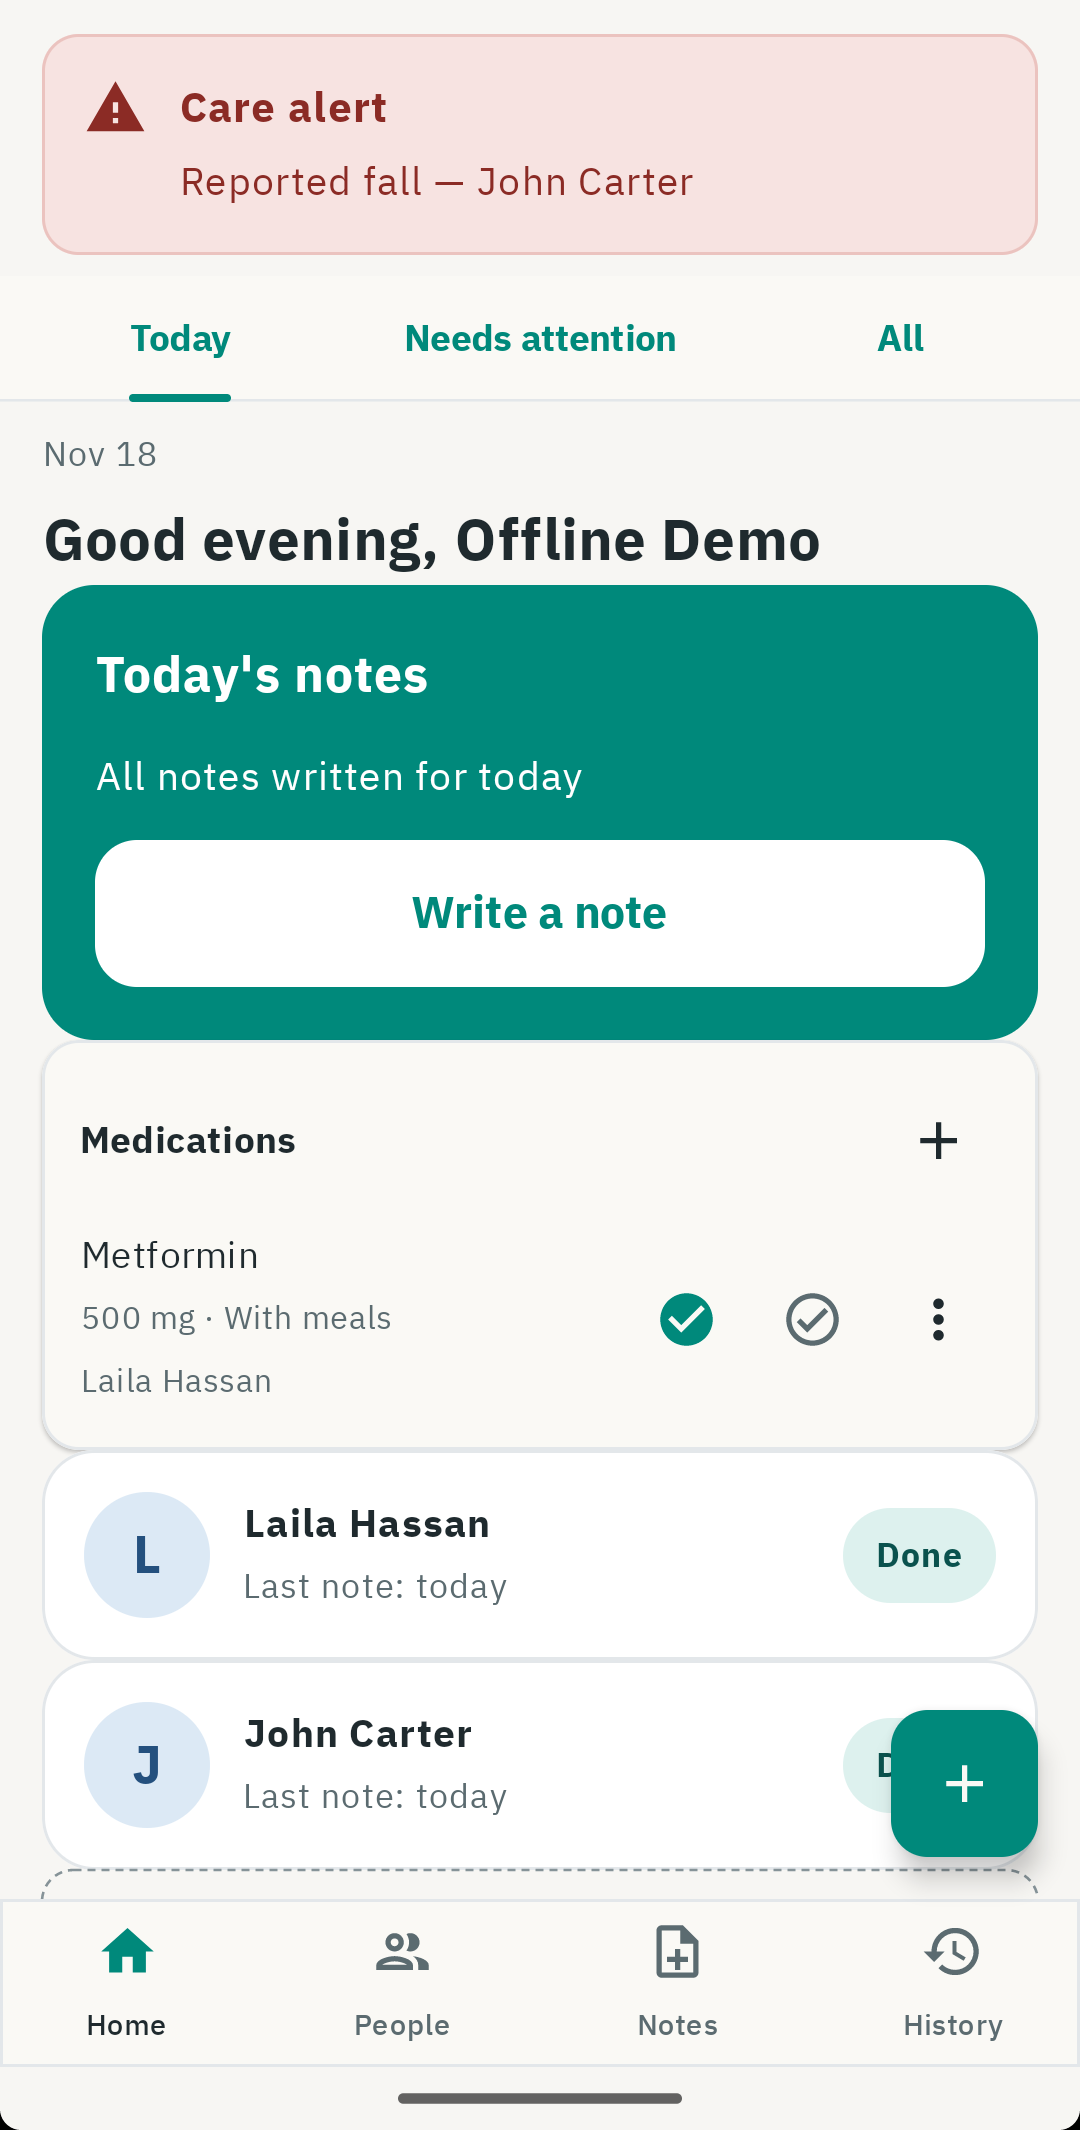 Care alert
Reported fall — John Carter
Today
Needs attention
All
Nov 18
Good evening, Offline Demo
Today's notes
All notes written for today
Write a note
Medications
Metformin
500 mg · With meals
Laila Hassan
L
Laila Hassan
Last note: today
Done
J
John Carter
Last note: today
Home
People
Notes
History